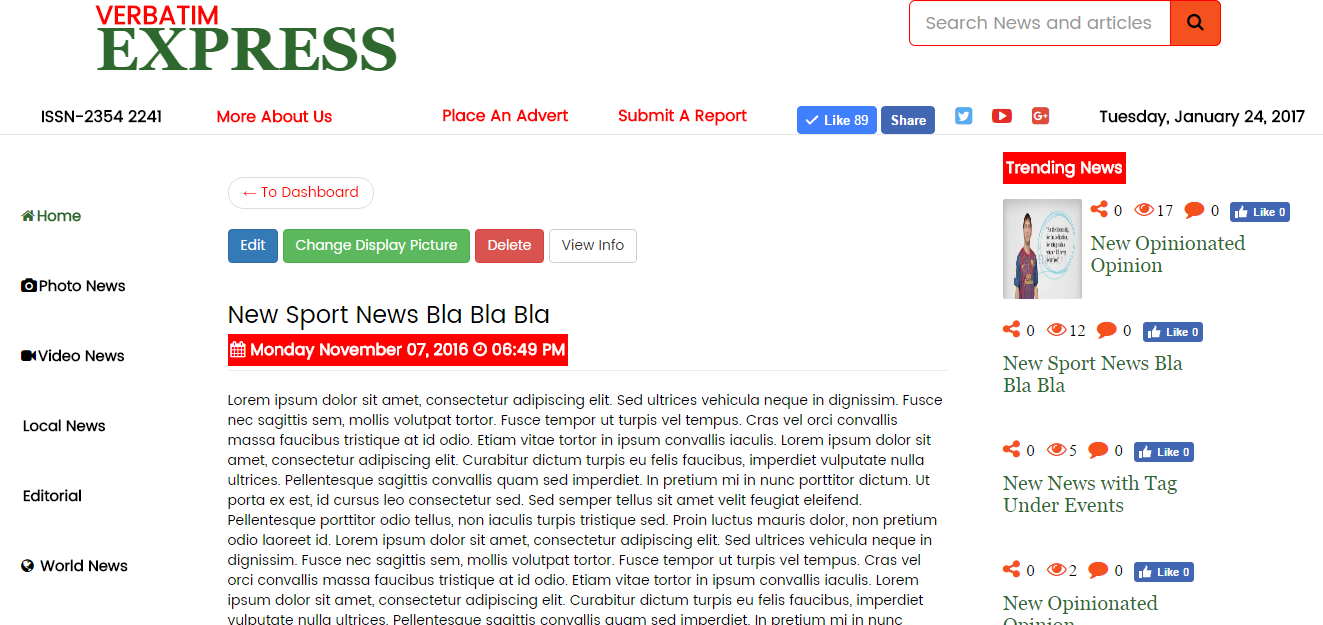 VERBATIM
EXPRESS
Search News and articles
ISSN-2354 2241
More About Us
Place An Advert
Submit A Report
Like 89
Share
Tuesday, January 24, 2017
Home
Photo News
Video News
Local News
Editorial
World News
← To Dashboard
Edit
Change Display Picture
Delete
View Info
New Sport News Bla Bla Bla
Monday November 07, 2016 06:49 PM
Lorem ipsum dolor sit amet, consectetur adipiscing elit. Sed ultrices vehicula neque in dignissim. Fusce
nec sagittis sem, mollis volutpat tortor. Fusce tempor ut turpis vel tempus. Cras vel orci convallis
massa faucibus tristique at id odio. Etiam vitae tortor in ipsum convallis iaculis. Lorem ipsum dolor sit
amet, consectetur adipiscing elit. Curabitur dictum turpis eu felis faucibus, imperdiet vulputate nulla
ultrices. Pellentesque sagittis convallis quam sed imperdiet. In pretium mi in nunc porttitor dictum. Ut
porta ex est, id cursus leo consectetur sed. Sed semper tellus sit amet velit feugiat eleifend.
Pellentesque porttitor odio tellus, non iaculis turpis tristique sed. Proin luctus mauris dolor, non pretium
odio laoreet id. Lorem ipsum dolor sit amet, consectetur adipiscing elit. Sed ultrices vehicula neque in
dignissim. Fusce nec sagittis sem, mollis volutpat tortor. Fusce tempor ut turpis vel tempus. Cras vel
orci convallis massa faucibus tristique at id odio. Etiam vitae tortor in ipsum convallis iaculis. Lorem
ipsum dolor sit amet, consectetur adipiscing elit. Curabitur dictum turpis eu felis faucibus, imperdiet
vulputate nulla ultrices. Pellentesque sagittis convallis quam sed imperdiet. In pretium mi in nunc
Trending News
0 17 0 Like 0
New Opinionated
Opinion
0 12 0 Like 0
New Sport News Bla
Bla Bla
0 5 0 Like 0
New News with Tag
Under Events
0 2 0 Like 0
New Opinionated
Opinion